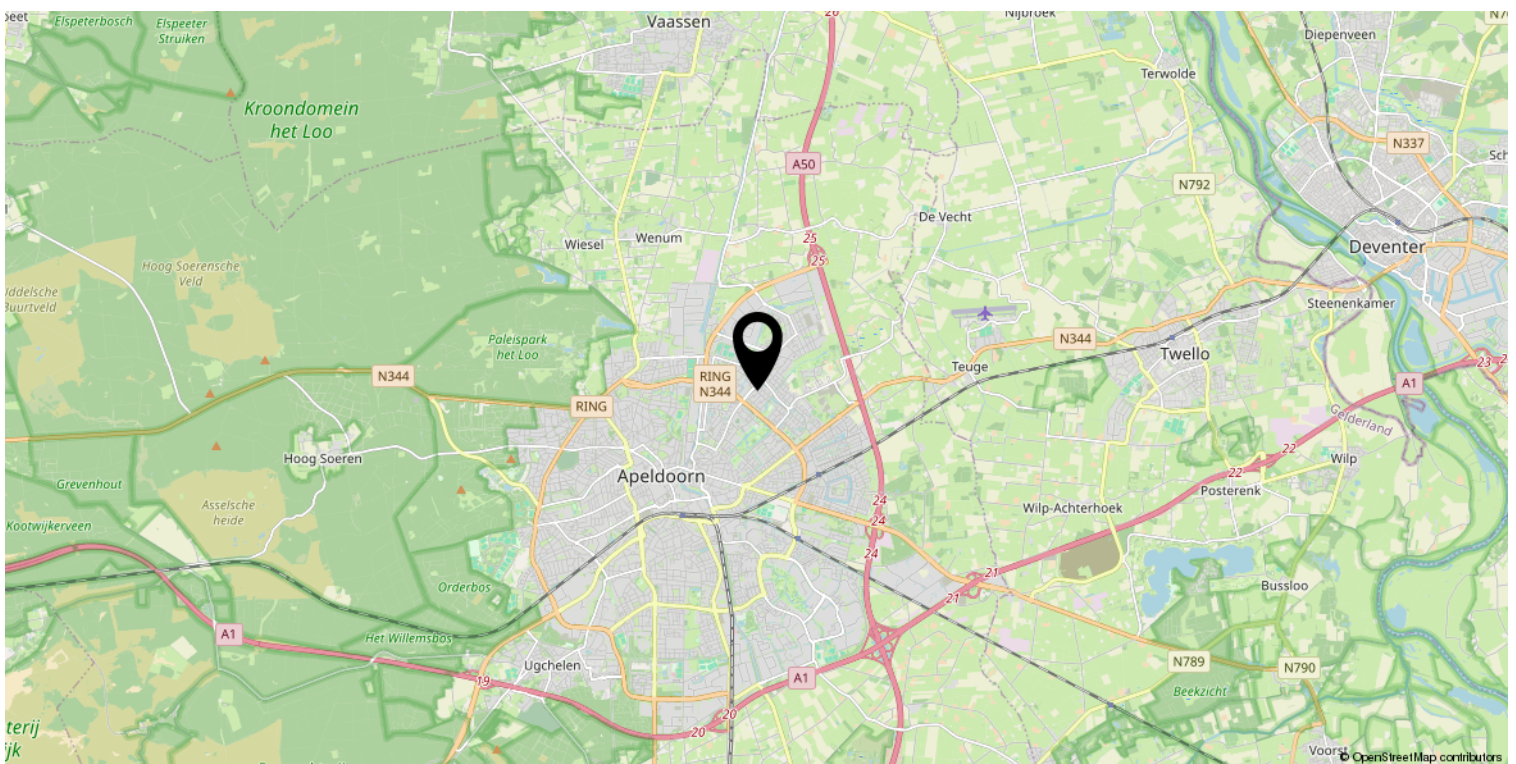 Elspeterbosch
Elspeeter
Struiken
Vaassen
26
Nijbroek
Diepenveen
Terwolde
Kroondomein
het Loo
A50
N337
N792
De Vecht
Wiesel
Wenum
25
25
Deventer
Hoog Soerensche
Veld
Steenenkamer
Paleispark
het Loo
N344
Teuge
Twello
23
N344
RING
N344
A1
RING
Gelderland
Hoog Soeren
22
Wilp
22
Apeldoorn
Grevenhout
Posterenk
Asselsche
heide
24
24
Wilp-Achterhoek
Kootwijkerveen
24
21
21
Orderbos
Bussloo
A1
Het Willemsbos
Ugchelen
N789
N790
19
A1
Beekzicht
20
20
Voorst
© OpenStreetMap contributors